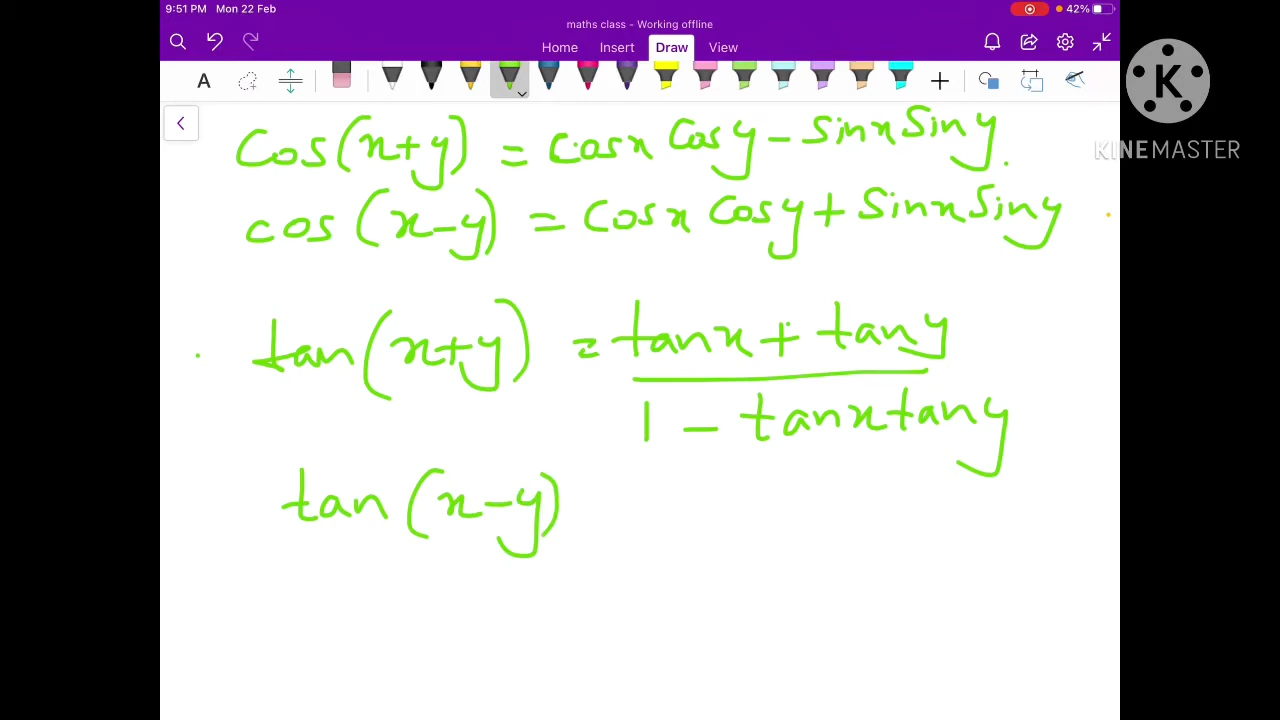 9:51 PM Mon 22 Feb
42%
maths class - Working offline
Home Insert Draw View
A
K
KINEMASTER
Cos(x+y) = cosx Cosy - Sinx Siny.
cos (x-y) = Cosx Cosy + Sinx Siny
tan (x+y) = tanx + tany
1 - tanx tany
tan (x-y)